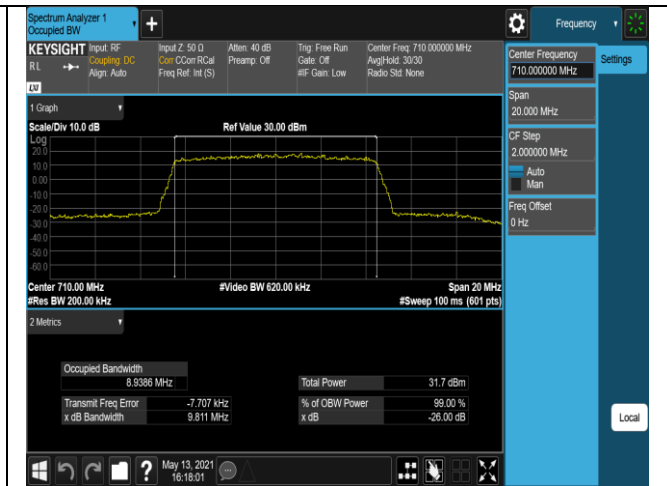 Spectrum Analyzer 1
Occupied BW
Frequency
KEYSIGHT
RL
Input: RF
Coupling: DC
Align: Auto
Input Z: 50 Ω
Corr CCorr RCal
Freq Ref: Int (S)
Atten: 40 dB
Preamp: Off
Trig: Free Run
Gate: Off
#IF Gain: Low
Center Freq: 710.000000 MHz
Avg|Hold: 30/30
Radio Std: None
LXI
Center Frequency
710.000000 MHz
Settings
Span
20.000 MHz
CF Step
2.000000 MHz
Auto
Man
Freq Offset
0 Hz
1 Graph
Scale/Div 10.0 dB
Ref Value 30.00 dBm
Log
20.0
10.0
0.00
-10.0
-20.0
-30.0
-40.0
-50.0
-60.0
Center 710.00 MHz
#Video BW 620.00 kHz
Span 20 MHz
#Res BW 200.00 kHz
#Sweep 100 ms (601 pts)
2 Metrics
Occupied Bandwidth
8.9386 MHz
Total Power 31.7 dBm
Transmit Freq Error -7.707 kHz
% of OBW Power 99.00 %
x dB Bandwidth 9.811 MHz
x dB -26.00 dB
Local
?
May 13, 2021
16:18:01